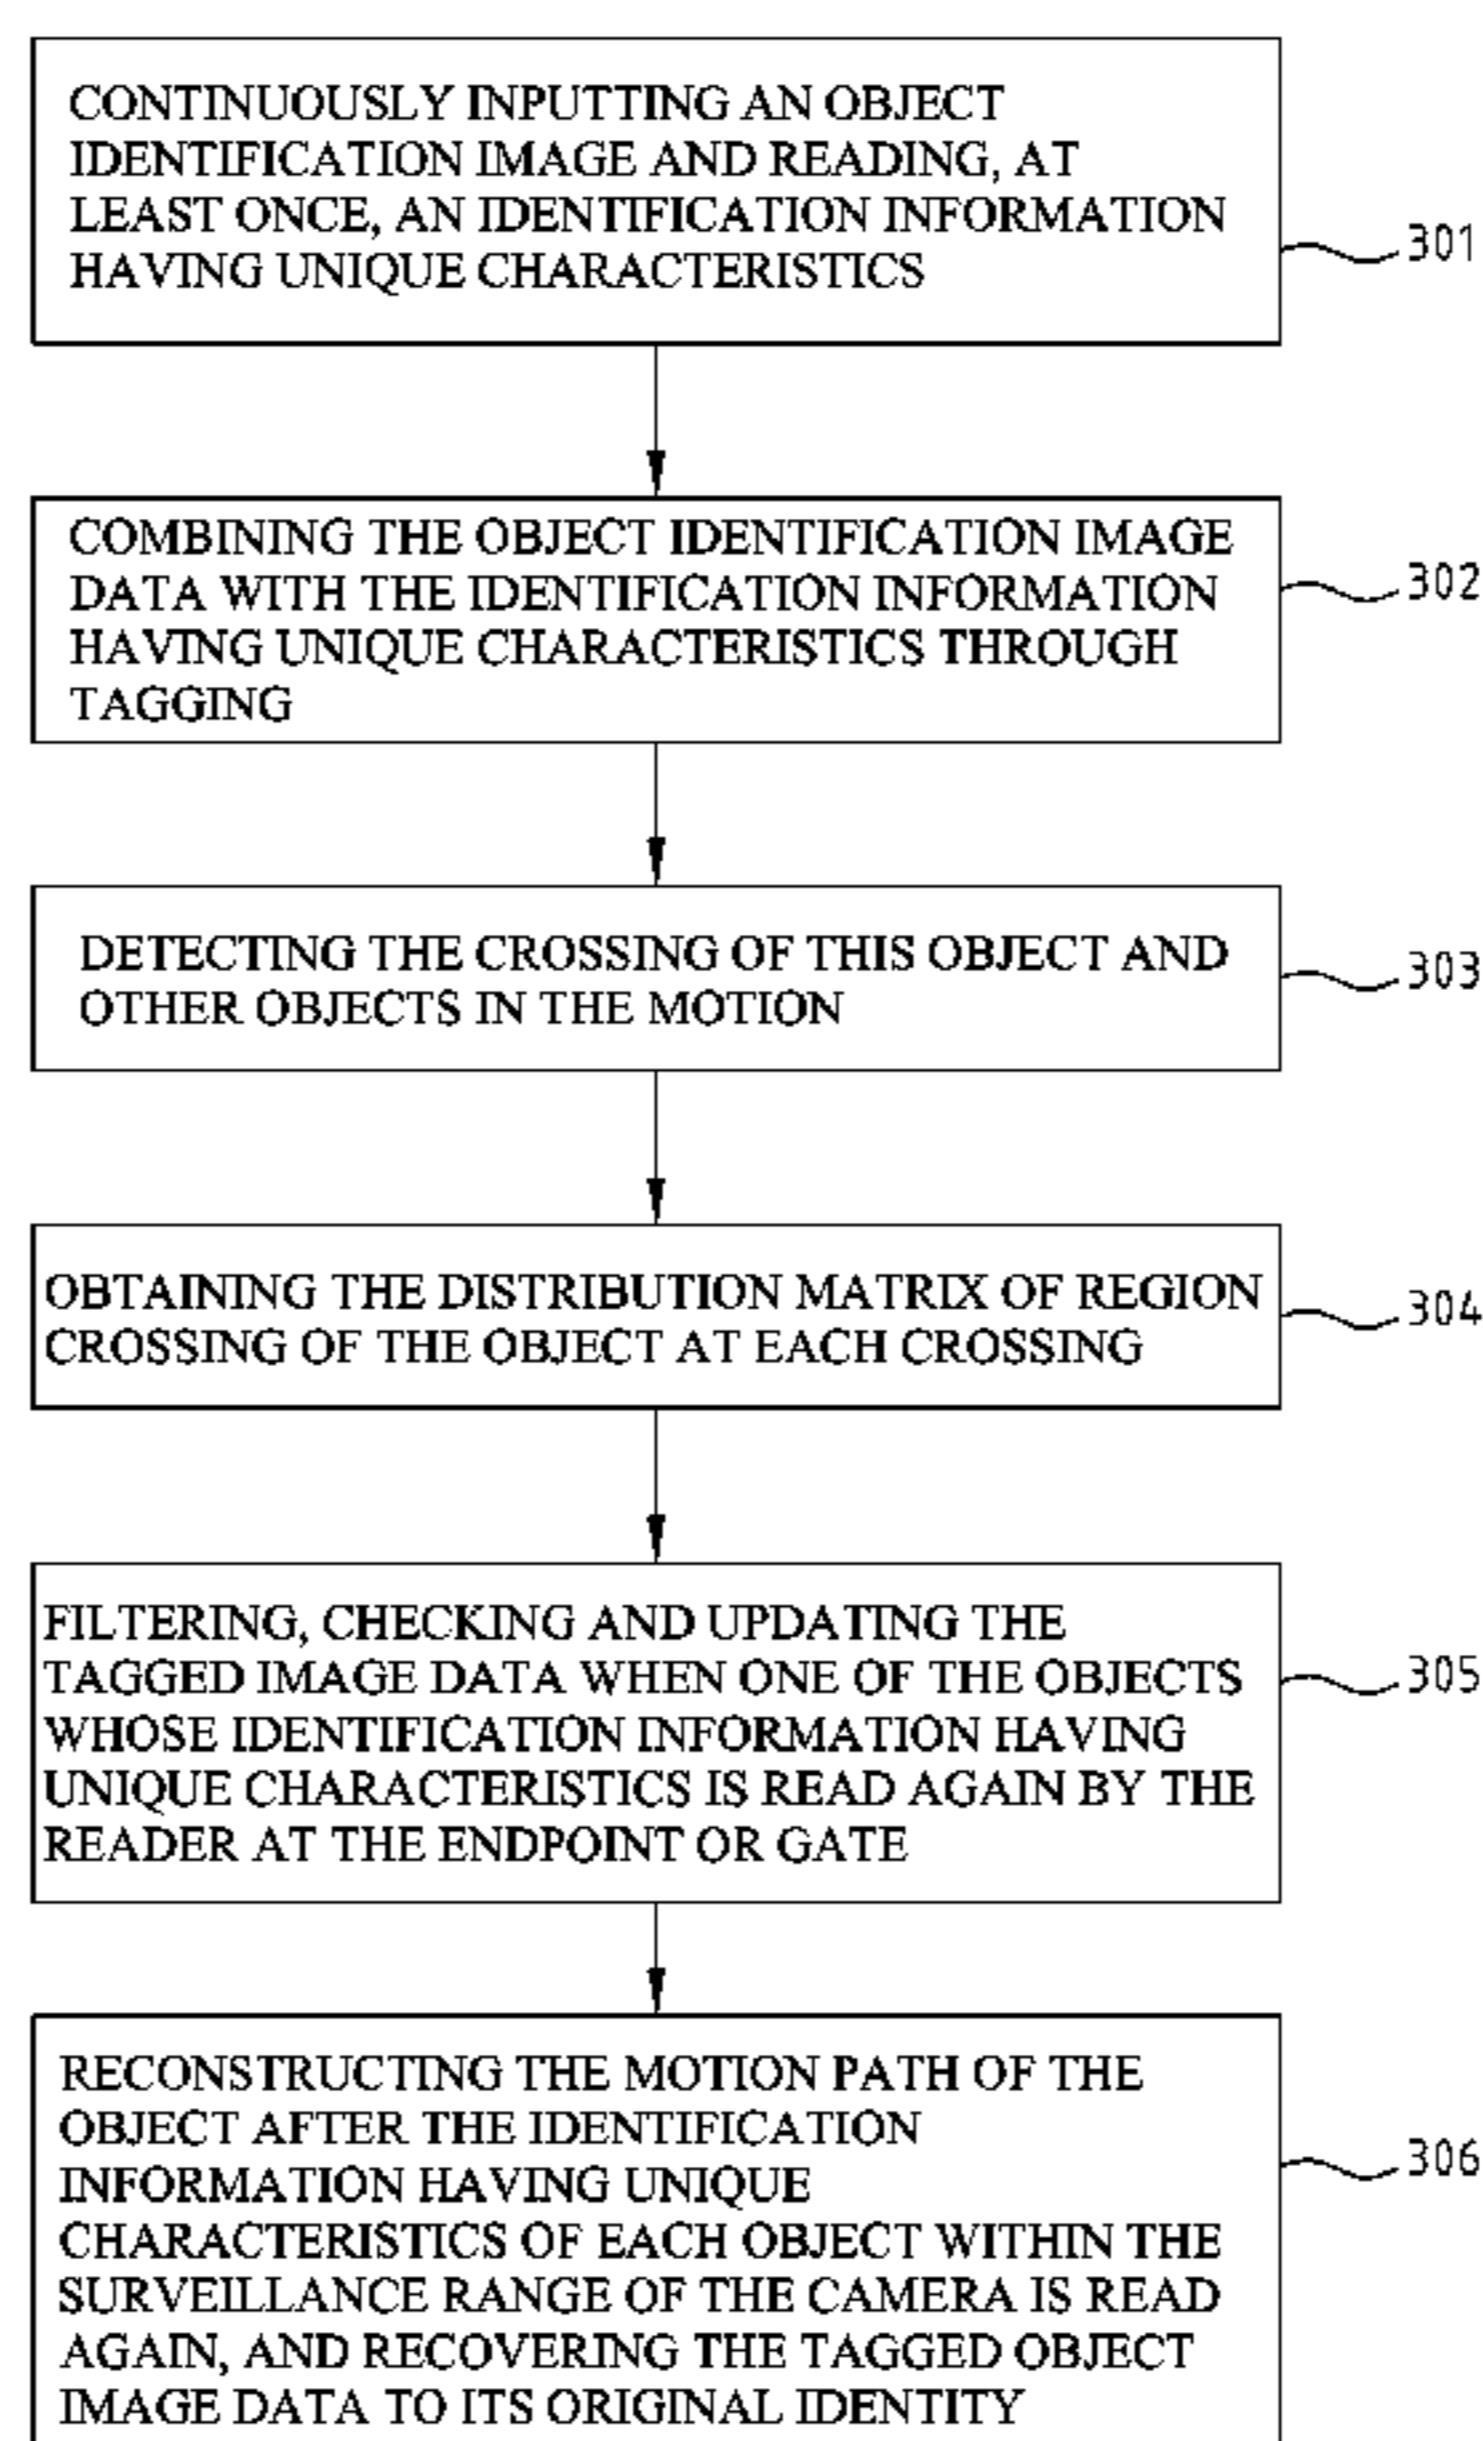 CONTINUOUSLY INPUTTING AN OBJECT
IDENTIFICATION IMAGE AND READING, AT
LEAST ONCE, AN IDENTIFICATION INFORMATION
HAVING UNIQUE CHARACTERISTICS
301
COMBINING THE OBJECT IDENTIFICATION IMAGE
DATA WITH THE IDENTIFICATION INFORMATION
HAVING UNIQUE CHARACTERISTICS THROUGH
TAGGING
302
DETECTING THE CROSSING OF THIS OBJECT AND
OTHER OBJECTS IN THE MOTION
303
OBTAINING THE DISTRIBUTION MATRIX OF REGION
CROSSING OF THE OBJECT AT EACH CROSSING
304
FILTERING, CHECKING AND UPDATING THE
TAGGED IMAGE DATA WHEN ONE OF THE OBJECTS
WHOSE IDENTIFICATION INFORMATION HAVING
UNIQUE CHARACTERISTICS IS READ AGAIN BY THE
READER AT THE ENDPOINT OR GATE
305
RECONSTRUCTING THE MOTION PATH OF THE
OBJECT AFTER THE IDENTIFICATION
INFORMATION HAVING UNIQUE
CHARACTERISTICS OF EACH OBJECT WITHIN THE
SURVEILLANCE RANGE OF THE CAMERA IS READ
AGAIN, AND RECOVERING THE TAGGED OBJECT
IMAGE DATA TO ITS ORIGINAL IDENTITY
306